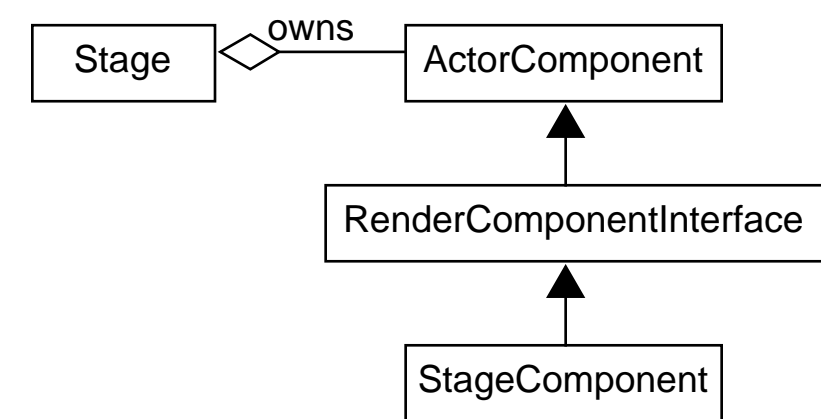 owns
Stage
ActorComponent
RenderComponentInterface
StageComponent